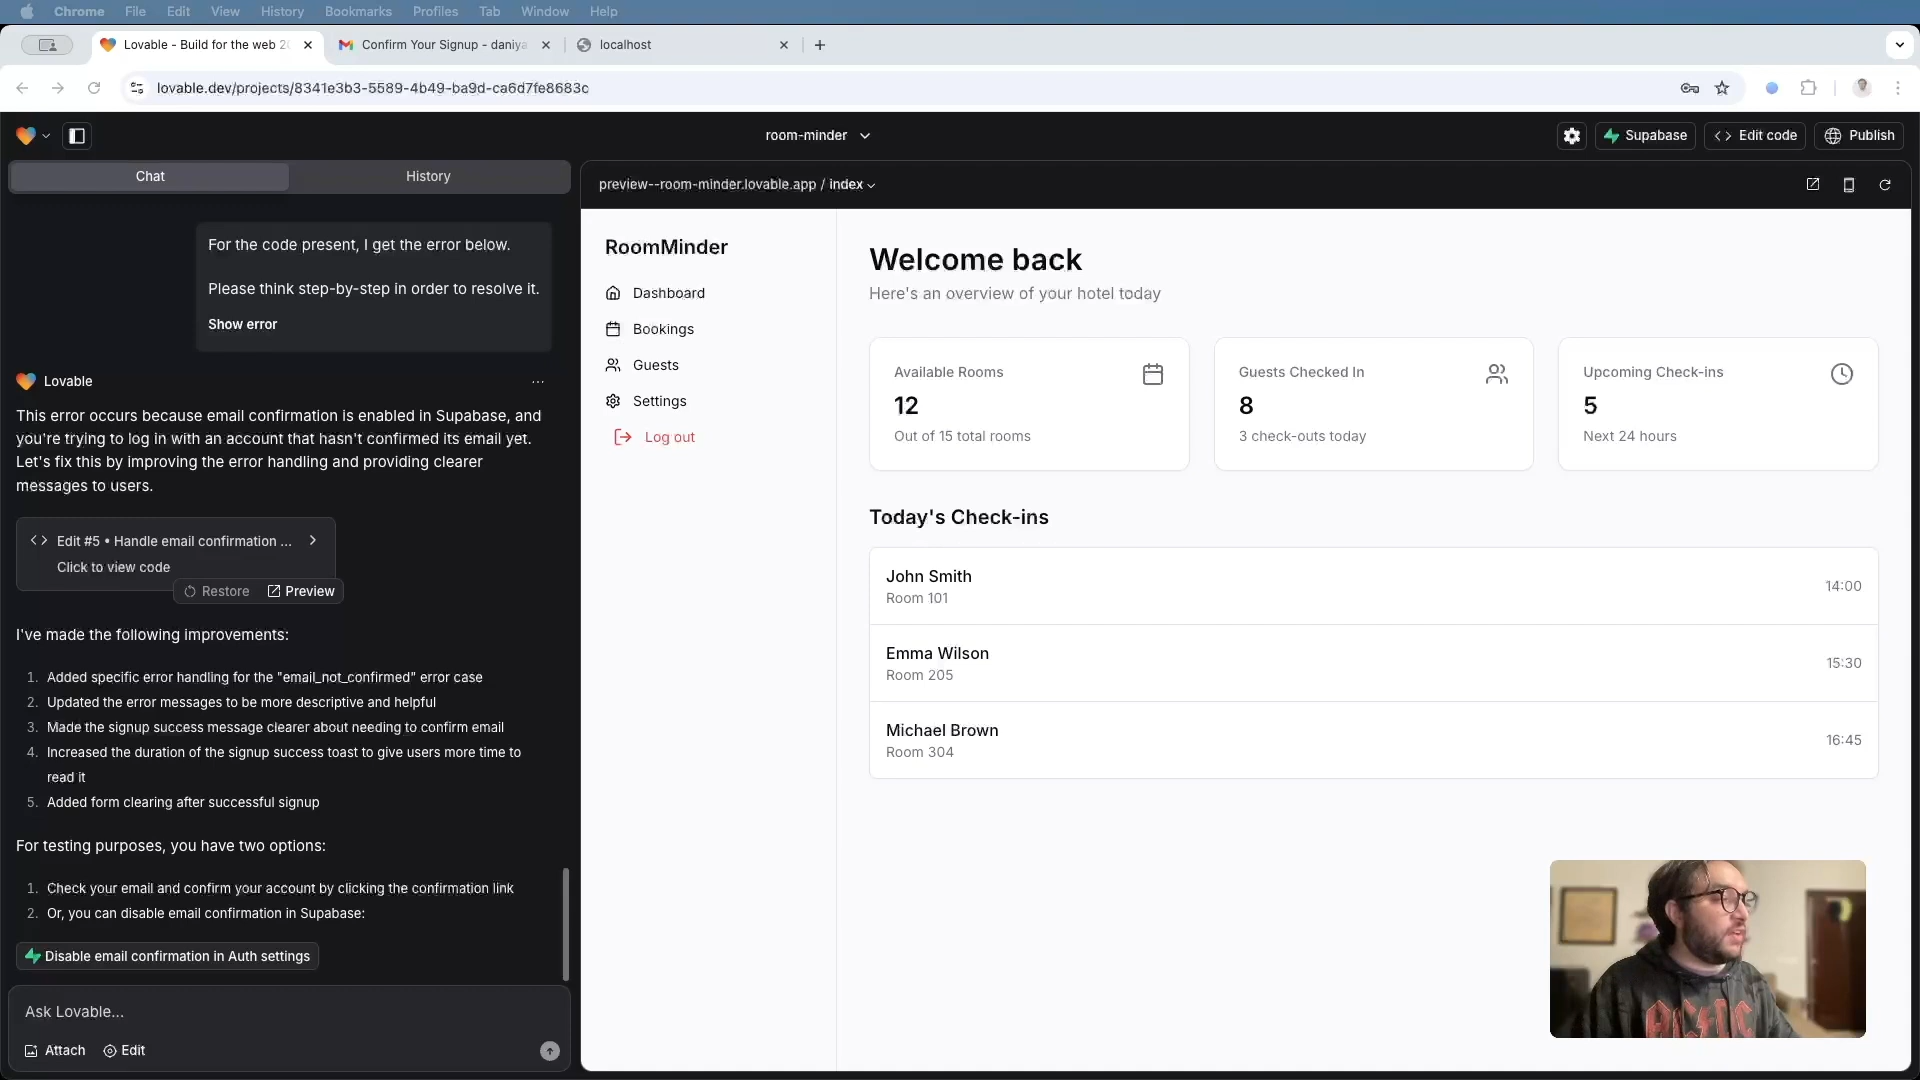 Chrome File Edit View History Bookmarks Profiles Tab Window Help
Lovable - Build for the web 20
Confirm Your Signup - daniya
localhost
lovable.dev/projects/8341e3b3-5589-4b49-ba9d-ca6d7fe8683c
room-minder
Supabase
Edit code
Publish
Chat
History
preview--room-minder.lovable.app / index
For the code present, I get the error below.
Please think step-by-step in order to resolve it.
Show error
Lovable
This error occurs because email confirmation is enabled in Supabase, and
you're trying to log in with an account that hasn't confirmed its email yet.
Let's fix this by improving the error handling and providing clearer
messages to users.
Edit #5 • Handle email confirmation ...
Click to view code
Restore
Preview
I've made the following improvements:
1. Added specific error handling for the "email_not_confirmed" error case
2. Updated the error messages to be more descriptive and helpful
3. Made the signup success message clearer about needing to confirm email
4. Increased the duration of the signup success toast to give users more time to
read it
5. Added form clearing after successful signup
For testing purposes, you have two options:
1. Check your email and confirm your account by clicking the confirmation link
2. Or, you can disable email confirmation in Supabase:
Disable email confirmation in Auth settings
Ask Lovable...
Attach
Edit
RoomMinder
Dashboard
Bookings
Guests
Settings
Log out
Welcome back
Here's an overview of your hotel today
Available Rooms
12
Out of 15 total rooms
Guests Checked In
8
3 check-outs today
Upcoming Check-ins
5
Next 24 hours
Today's Check-ins
John Smith
Room 101
14:00
Emma Wilson
Room 205
15:30
Michael Brown
Room 304
16:45
AC/DC